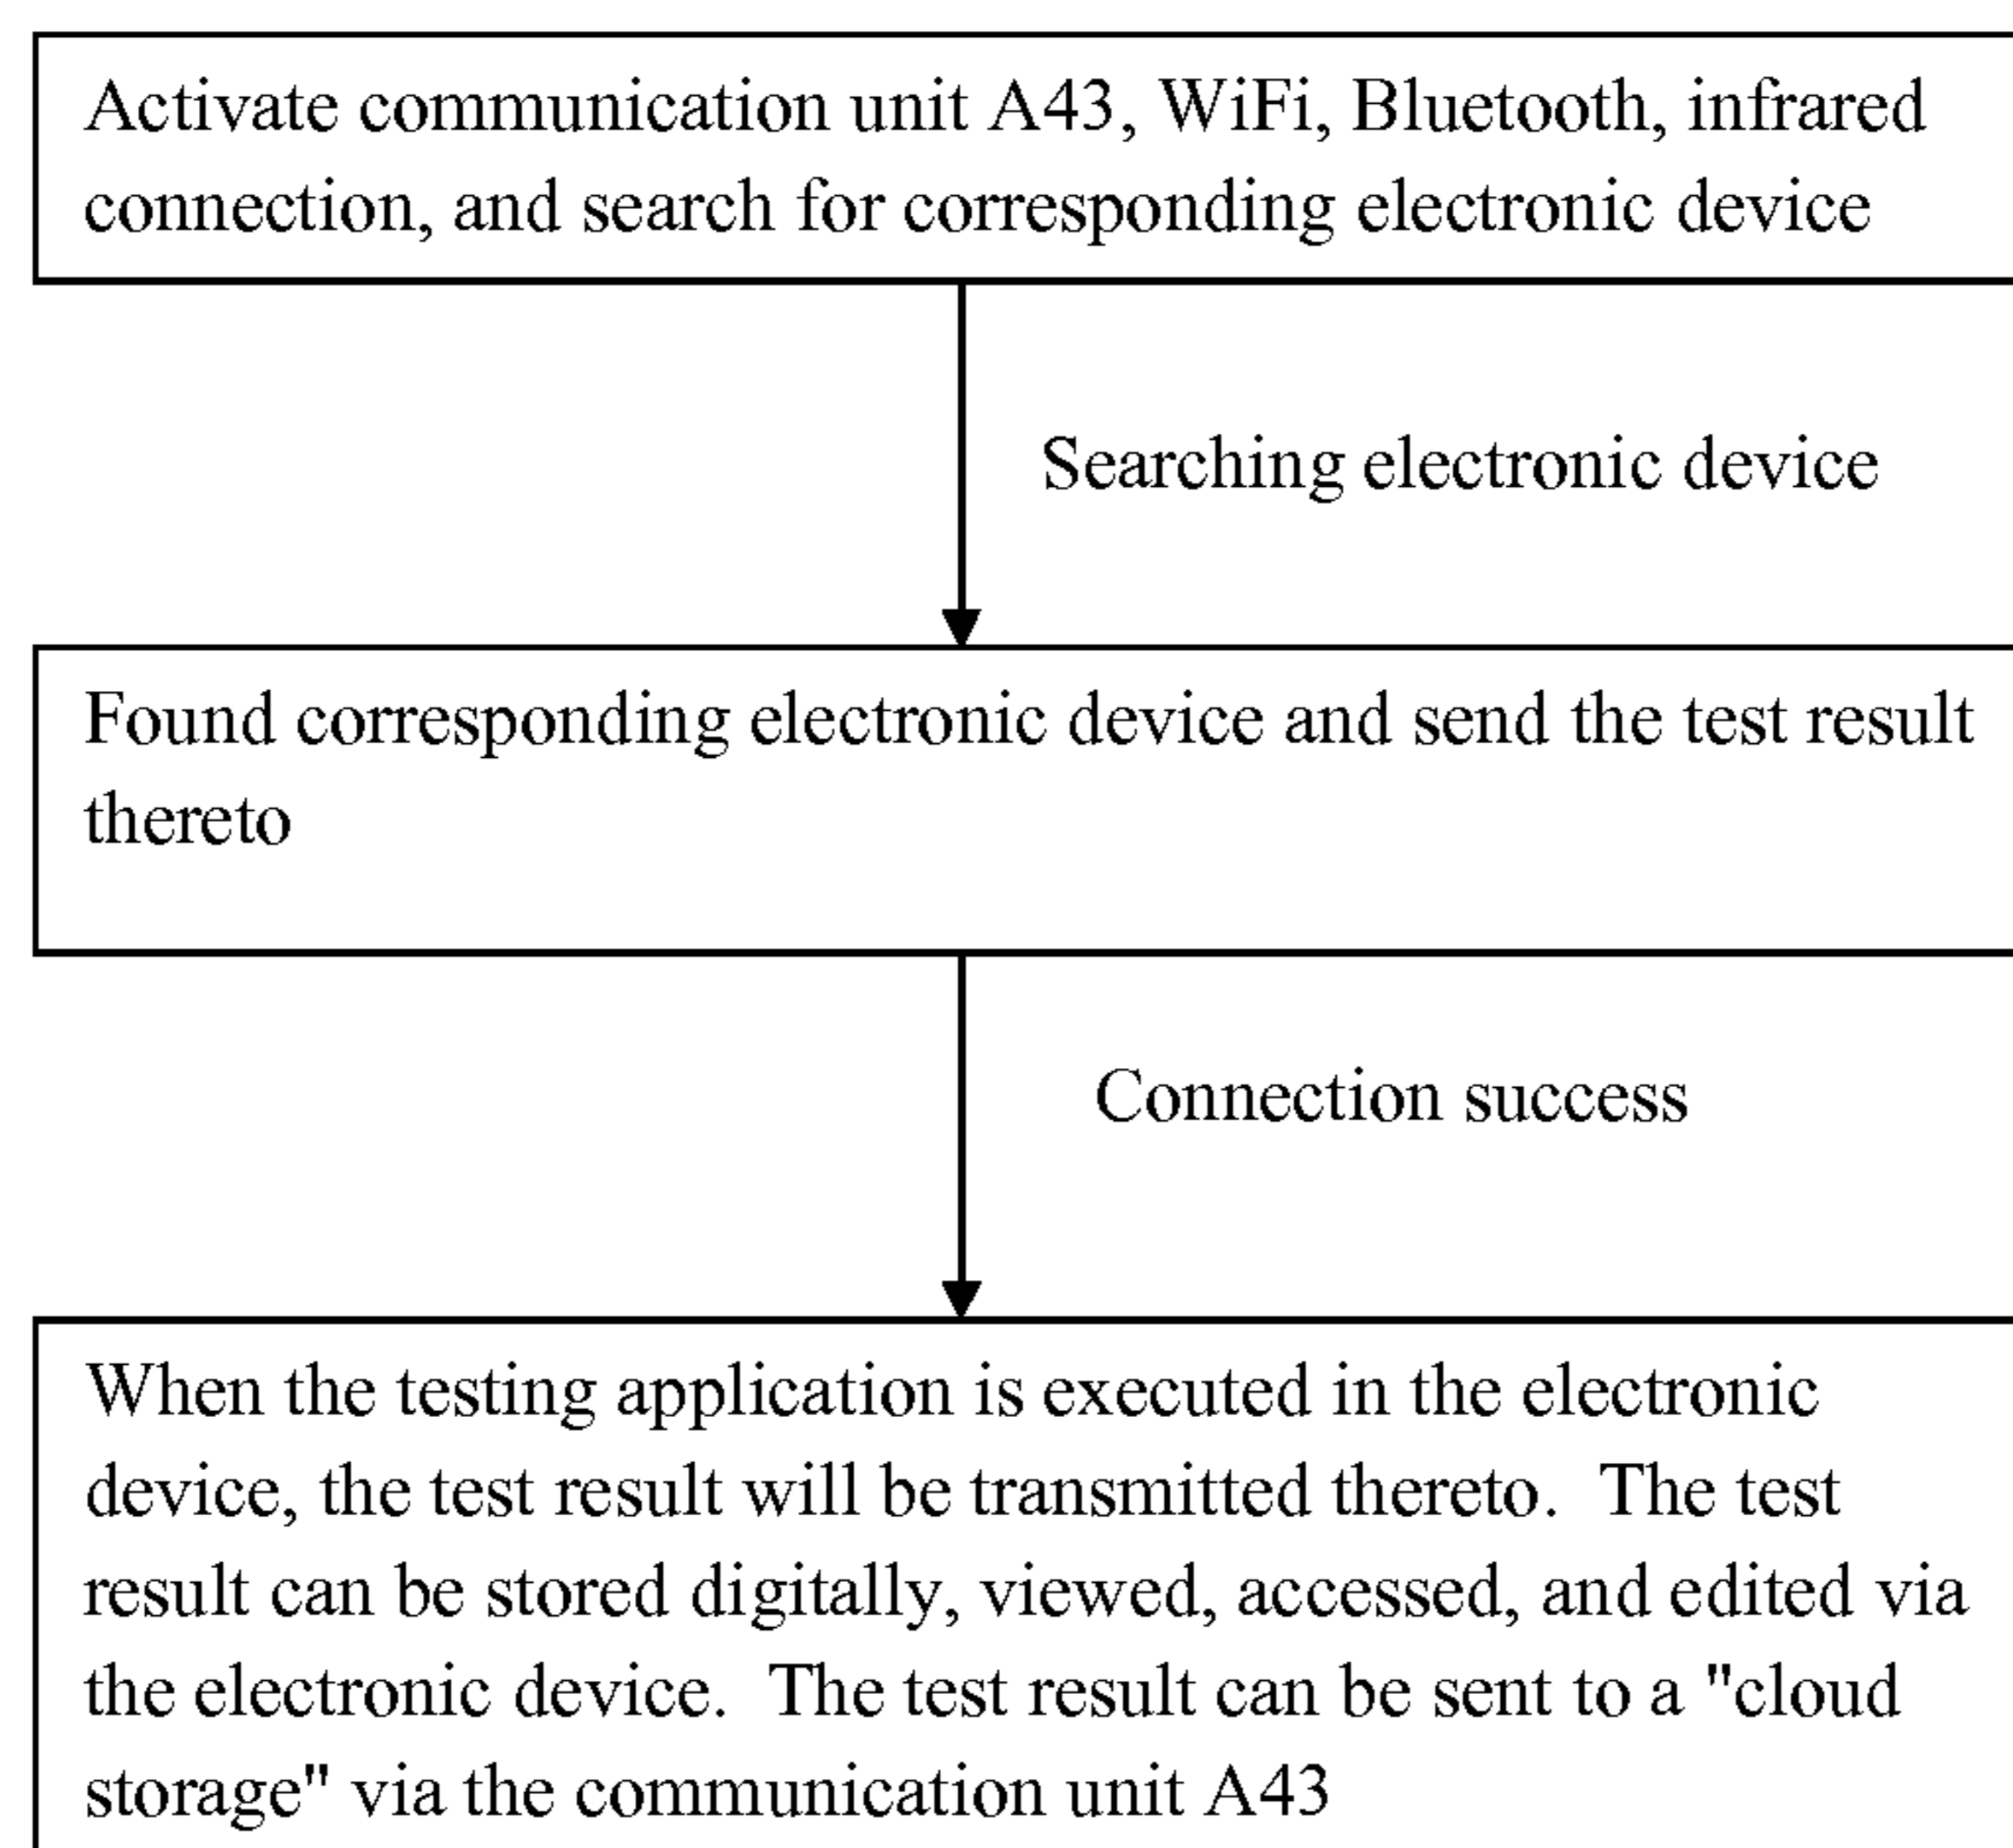 Activate communication unit A43, WiFi, Bluetooth, infrared
connection, and search for corresponding electronic device
Searching electronic device
Found corresponding electronic device and send the test result
thereto
Connection success
When the testing application is executed in the electronic
device, the test result will be transmitted thereto.  The test
result can be stored digitally, viewed, accessed, and edited via
the electronic device.  The test result can be sent to a "cloud
storage" via the communication unit A43